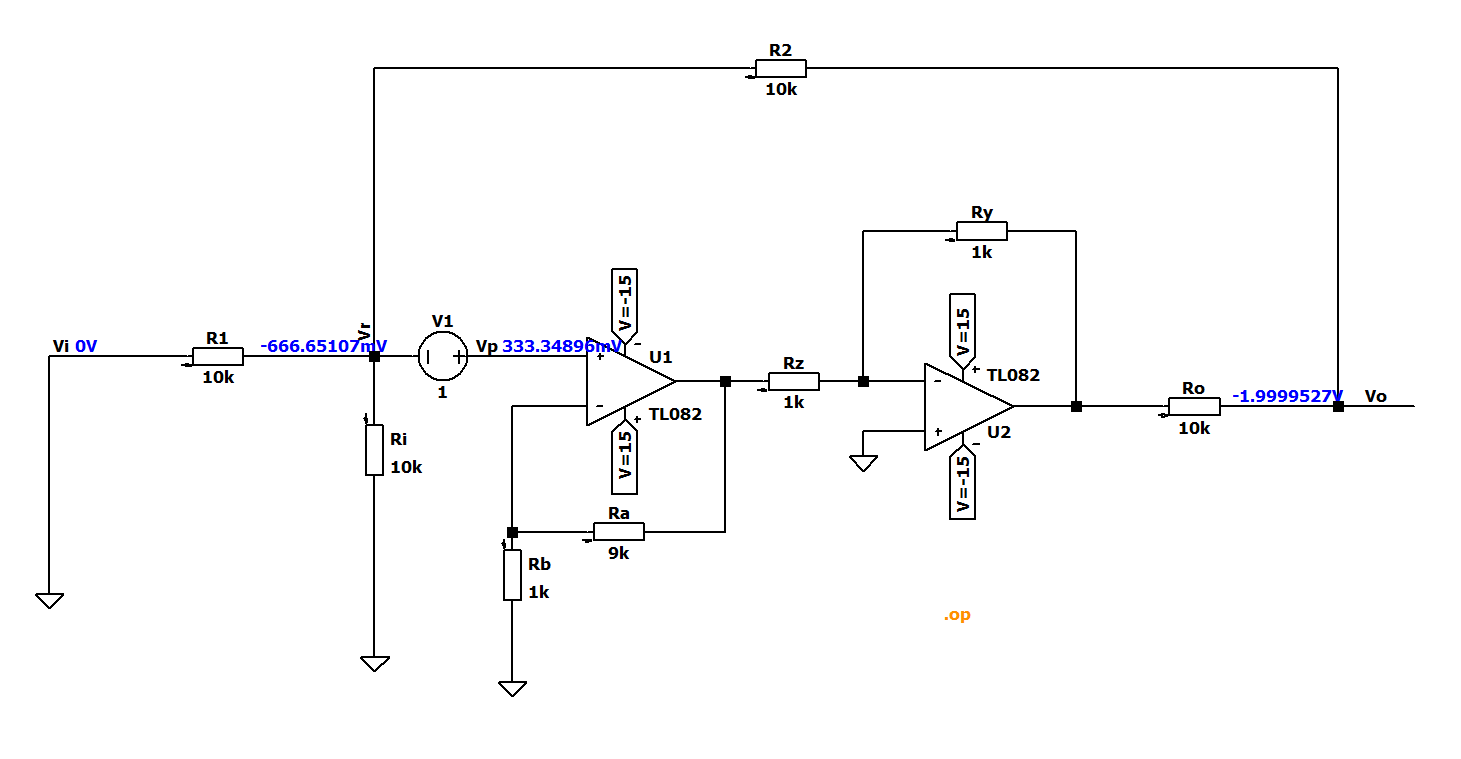 R2
10k
Ry
1k
V=-15
V=15
Vi 0V
R1
10k
-666.65107mV
Vr
V1
1
Vp 333.34896mV
U1
TL082
V=15
Rz
1k
TL082
U2
V=-15
Ro
10k
-1.9999527V
Vo
Ri
10k
Ra
9k
Rb
1k
.op